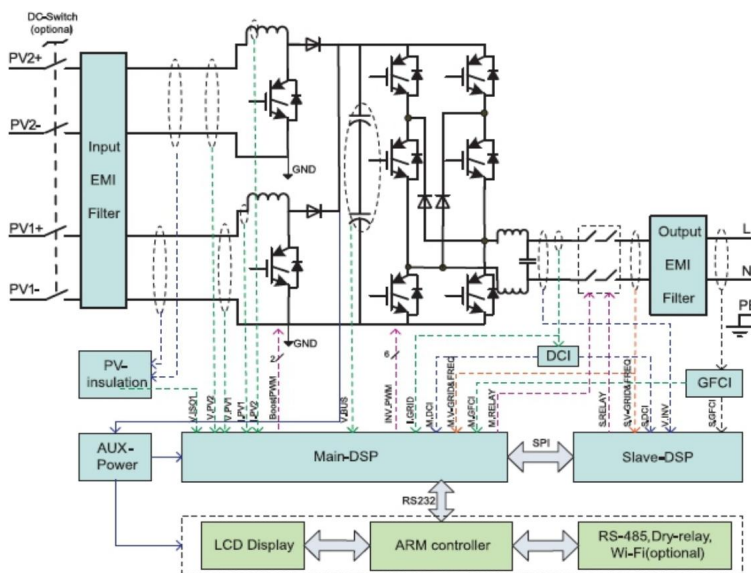 DC-Switch
(optional)
PV2+
PV2-
PV1+
PV1-
Input
EMI
Filter
GND
GND
Output
EMI
Filter
L
N
PE
PV-
insulation
2
6
DCI
GFCI
V_ISO1
V_PV2
V_PV1
I_PV1
I_PV2
BoostPWM
V_BUS
INV_PWM
I_GRID
M_DCI
M_V-GRID&FREQ
M_GFCI
M_RELAY
S_RELAY
S_V-GRID&FREQ
S_DCI
V_INV
S_GFCI
AUX-
Power
Main-DSP
SPI
Slave-DSP
RS232
LCD Display
ARM controller
RS-485,Dry-relay,
Wi-Fi(optional)